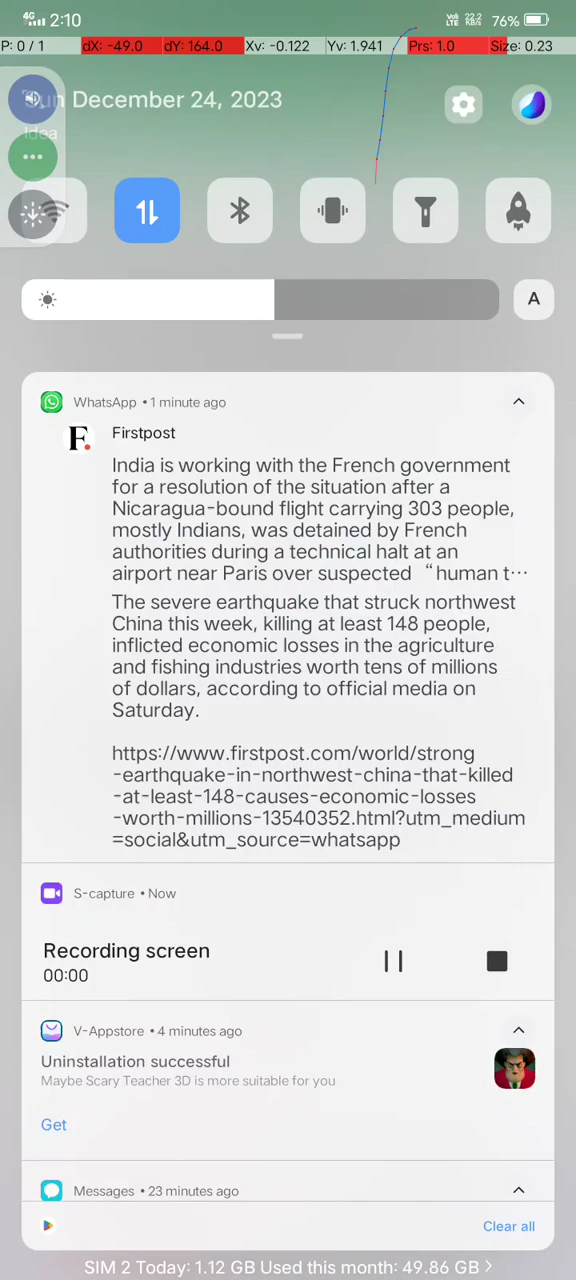 4G 2:10 Vo) LTE 22.2 KB/S 76%
P: 0 / 1 dX: -49.0 dY: 164.0 Xv: -0.122 Yv: 1.941 Prs: 1.0 Size: 0.23
Sun December 24, 2023
Idea
A
WhatsApp • 1 minute ago
Firstpost
India is working with the French government
for a resolution of the situation after a
Nicaragua-bound flight carrying 303 people,
mostly Indians, was detained by French
authorities during a technical halt at an
airport near Paris over suspected “human t…
The severe earthquake that struck northwest
China this week, killing at least 148 people,
inflicted economic losses in the agriculture
and fishing industries worth tens of millions
of dollars, according to official media on
Saturday.
https://www.firstpost.com/world/strong
-earthquake-in-northwest-china-that-killed
-at-least-148-causes-economic-losses
-worth-millions-13540352.html?utm_medium
=social&utm_source=whatsapp
S-capture • Now
Recording screen
00:00
V-Appstore • 4 minutes ago
Uninstallation successful
Maybe Scary Teacher 3D is more suitable for you
Get
Messages • 23 minutes ago
Clear all
SIM 2 Today: 1.12 GB Used this month: 49.86 GB >